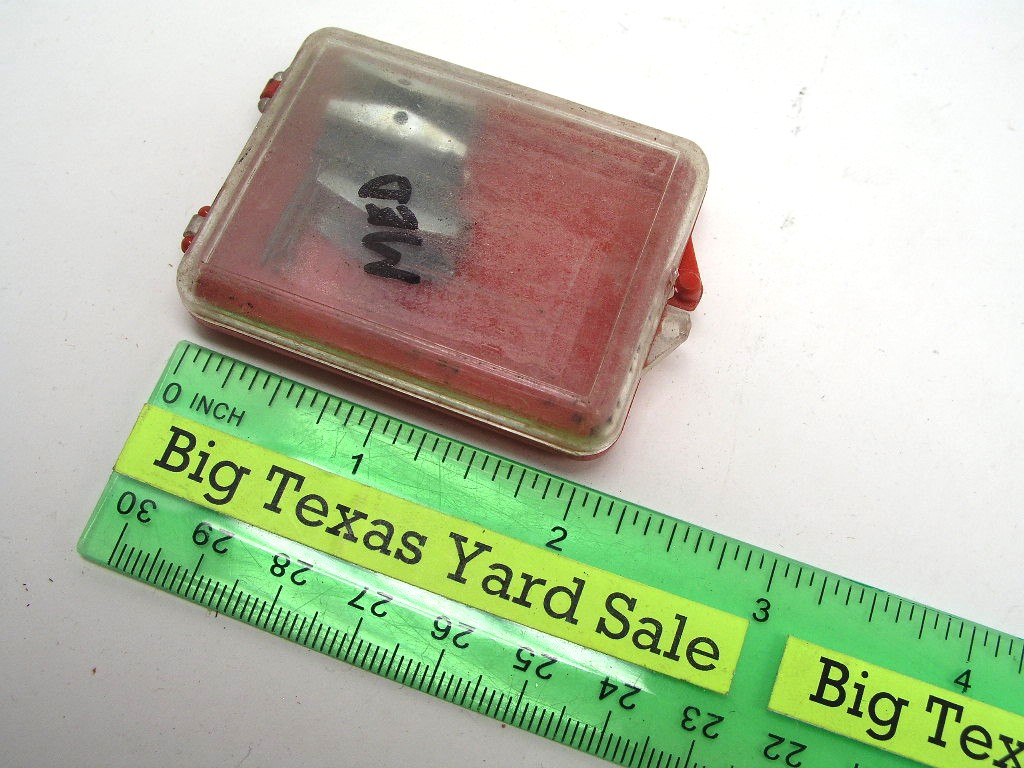 MED
0 INCH 1 2 3 4
Big Texas Yard Sale
Big Tex
30 29 28 27 26 25 24 23 22